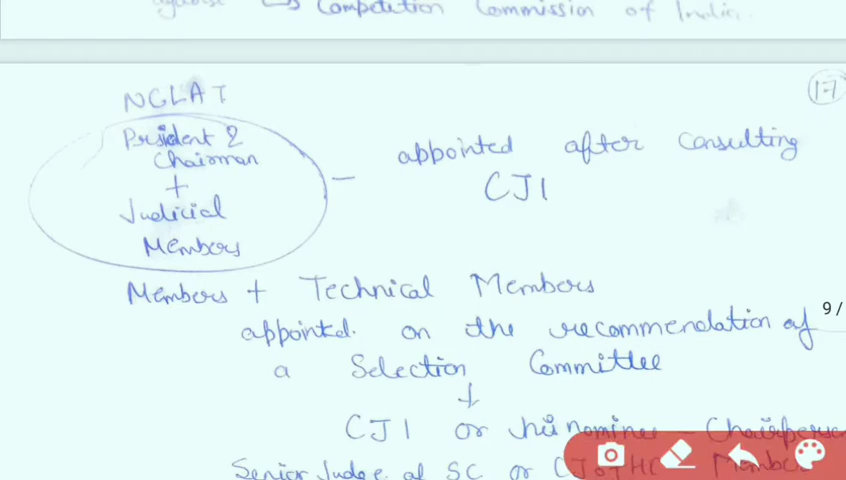 against ↳ Competition Commission of India.
17
NCLAT
President &
Chairman
+
Judicial
Members
— appointed after consulting
CJI
Members + Technical Members
appointed. on the recommendation of
9/
a Selection Committee
↓
CJI or his nominee - Chairperson
Senior Judge of SC or CJ of HC Member